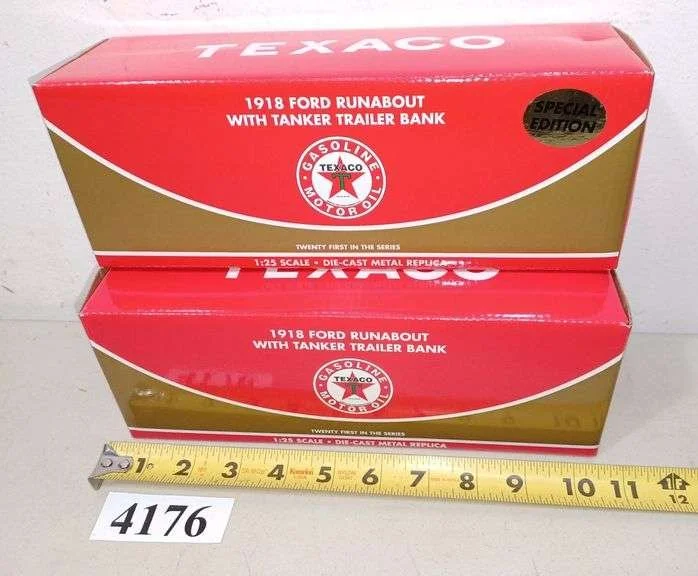 TEXACO
1918 FORD RUNABOUT
WITH TANKER TRAILER BANK
SPECIAL
EDITION
GASOLINE
TEXACO
T
MOTOR OIL
TWENTY FIRST IN THE SERIES
1:25 SCALE • DIE-CAST METAL REPLICA
TEXACO
1918 FORD RUNABOUT
WITH TANKER TRAILER BANK
GASOLINE
TEXACO
T
MOTOR OIL
TWENTY FIRST IN THE SERIES
1:25 SCALE • DIE-CAST METAL REPLICA
1 2 3 4 5 6 7 8 9 10 11 12
4176